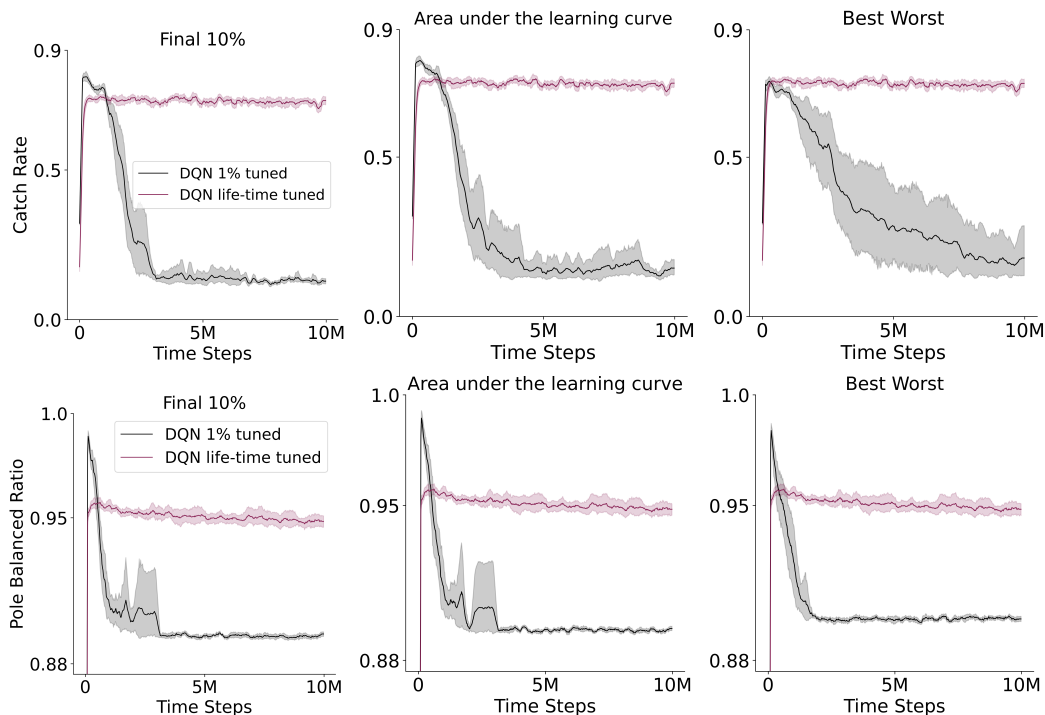 Final 10%
Area under the learning curve
Best Worst
0.9
0.9
0.9
Catch Rate
0.5
0.5
0.5
DQN 1% tuned
DQN life-time tuned
0.0
0.0
0.0
0
5M
10M
0
5M
10M
0
5M
10M
Time Steps
Time Steps
Time Steps
Final 10%
Area under the learning curve
Best Worst
1.0
1.0
1.0
Pole Balanced Ratio
DQN 1% tuned
DQN life-time tuned
0.95
0.95
0.95
0.88
0.88
0.88
0
5M
10M
0
5M
10M
0
5M
10M
Time Steps
Time Steps
Time Steps